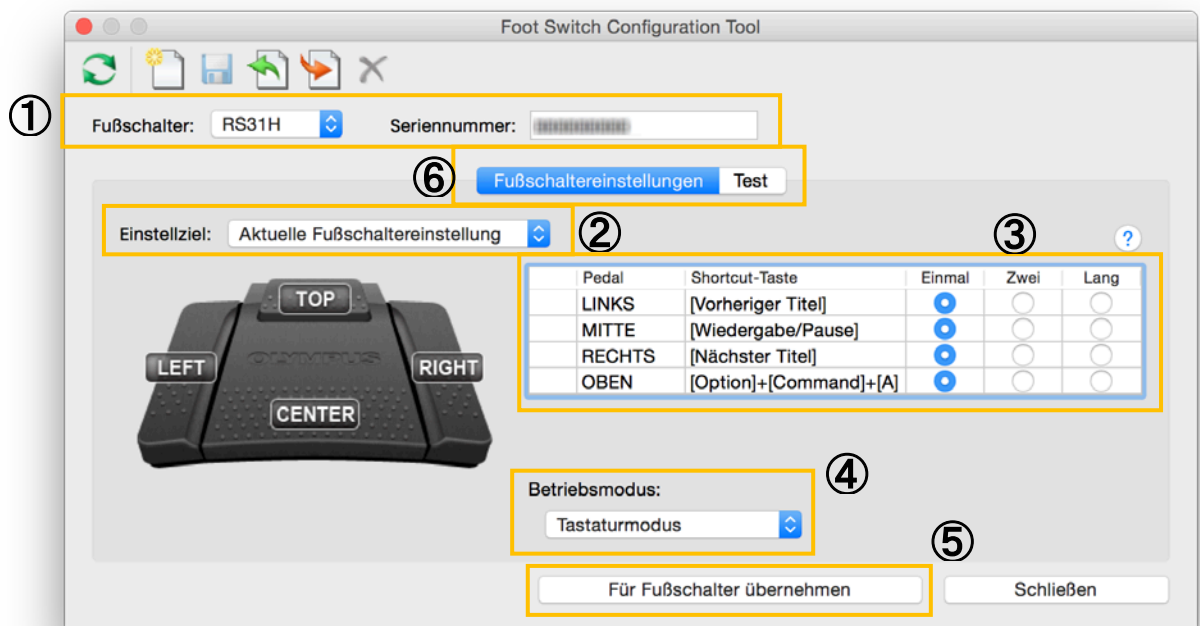 Foot Switch Configuration Tool
① Fußschalter: RS31H Seriennummer:
⑥ Fußschaltereinstellungen Test
Einstellziel: Aktuelle Fußschaltereinstellung ② ③ ?
Pedal Shortcut-Taste Einmal Zwei Lang
LINKS [Vorheriger Titel]
MITTE [Wiedergabe/Pause]
RECHTS [Nächster Titel]
OBEN [Option]+[Command]+[A]
TOP
OLYMPUS
LEFT RIGHT
CENTER
④
Betriebsmodus:
Tastaturmodus
⑤
Für Fußschalter übernehmen Schließen